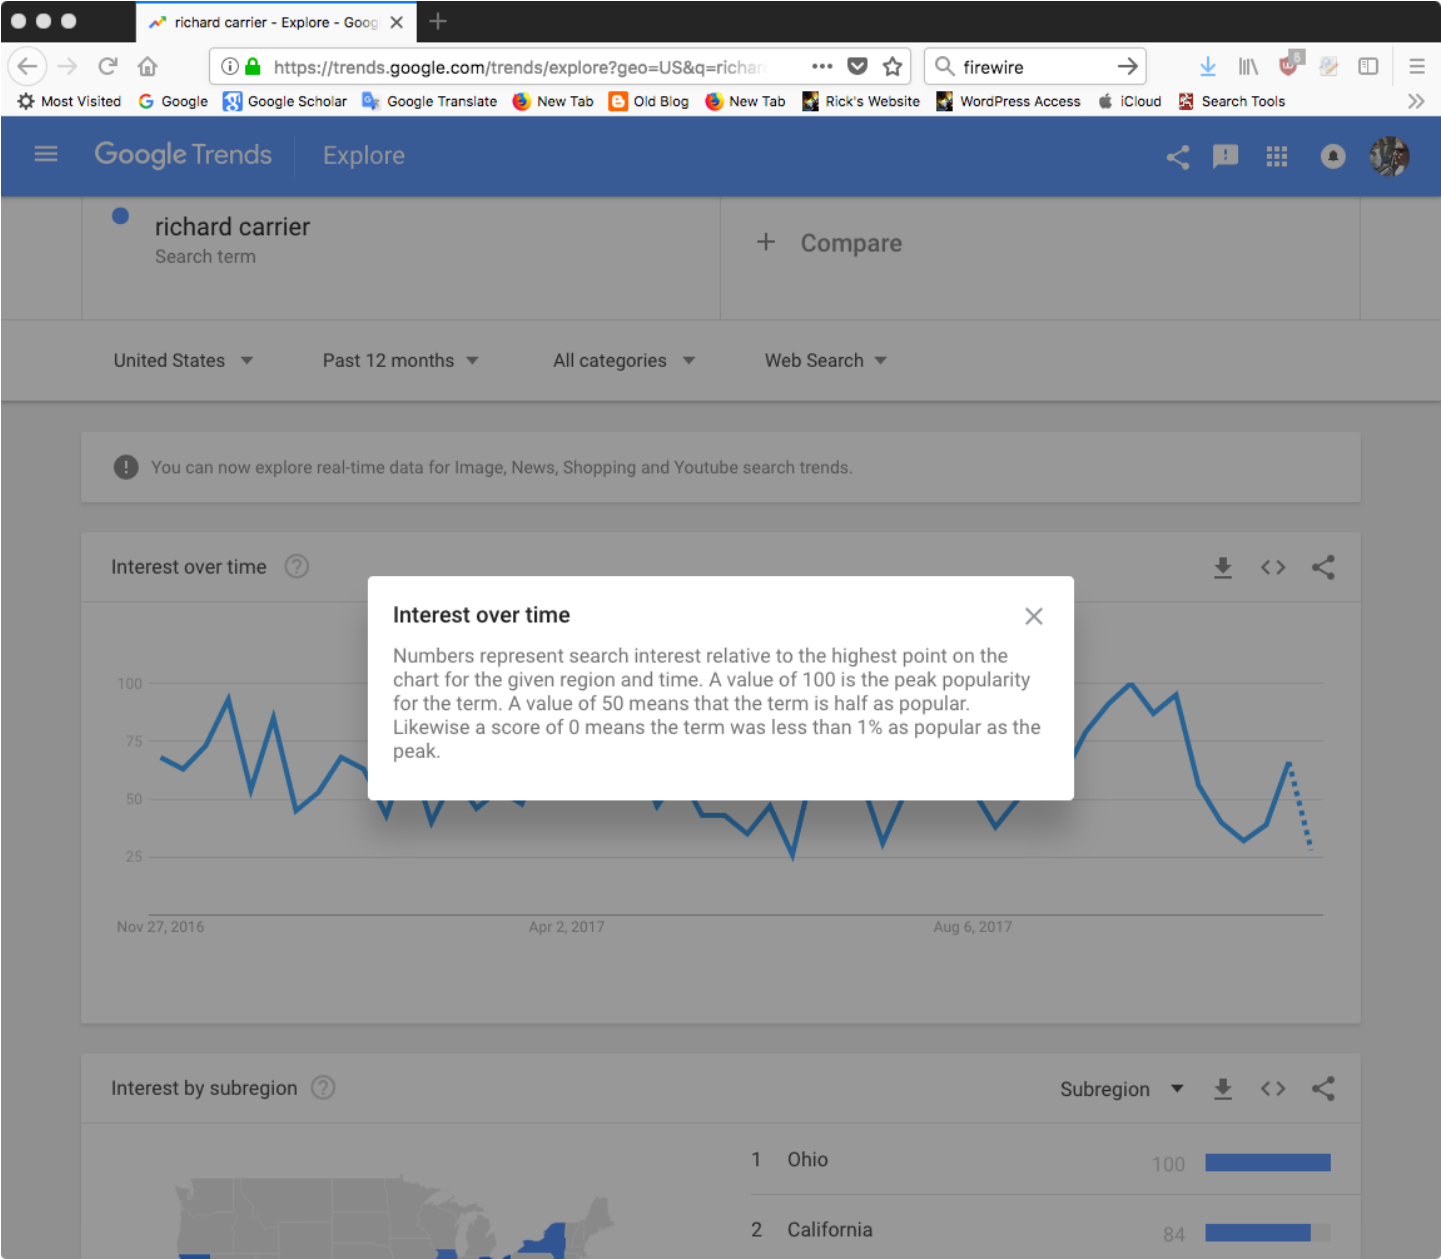 richard carrier - Explore - Goog
https://trends.google.com/trends/explore?geo=US&q=richar
firewire
5
Most Visited Google Google Scholar Google Translate New Tab Old Blog New Tab Rick's Website WordPress Access iCloud Search Tools
Google Trends Explore
richard carrier
Search term
+ Compare
United States Past 12 months All categories Web Search
You can now explore real-time data for Image, News, Shopping and Youtube search trends.
Interest over time
Interest over time
Numbers represent search interest relative to the highest point on the
chart for the given region and time. A value of 100 is the peak popularity
for the term. A value of 50 means that the term is half as popular.
Likewise a score of 0 means the term was less than 1% as popular as the
peak.
100
75
50
25
Nov 27, 2016 Apr 2, 2017 Aug 6, 2017
Interest by subregion Subregion
1 Ohio 100
2 California 84